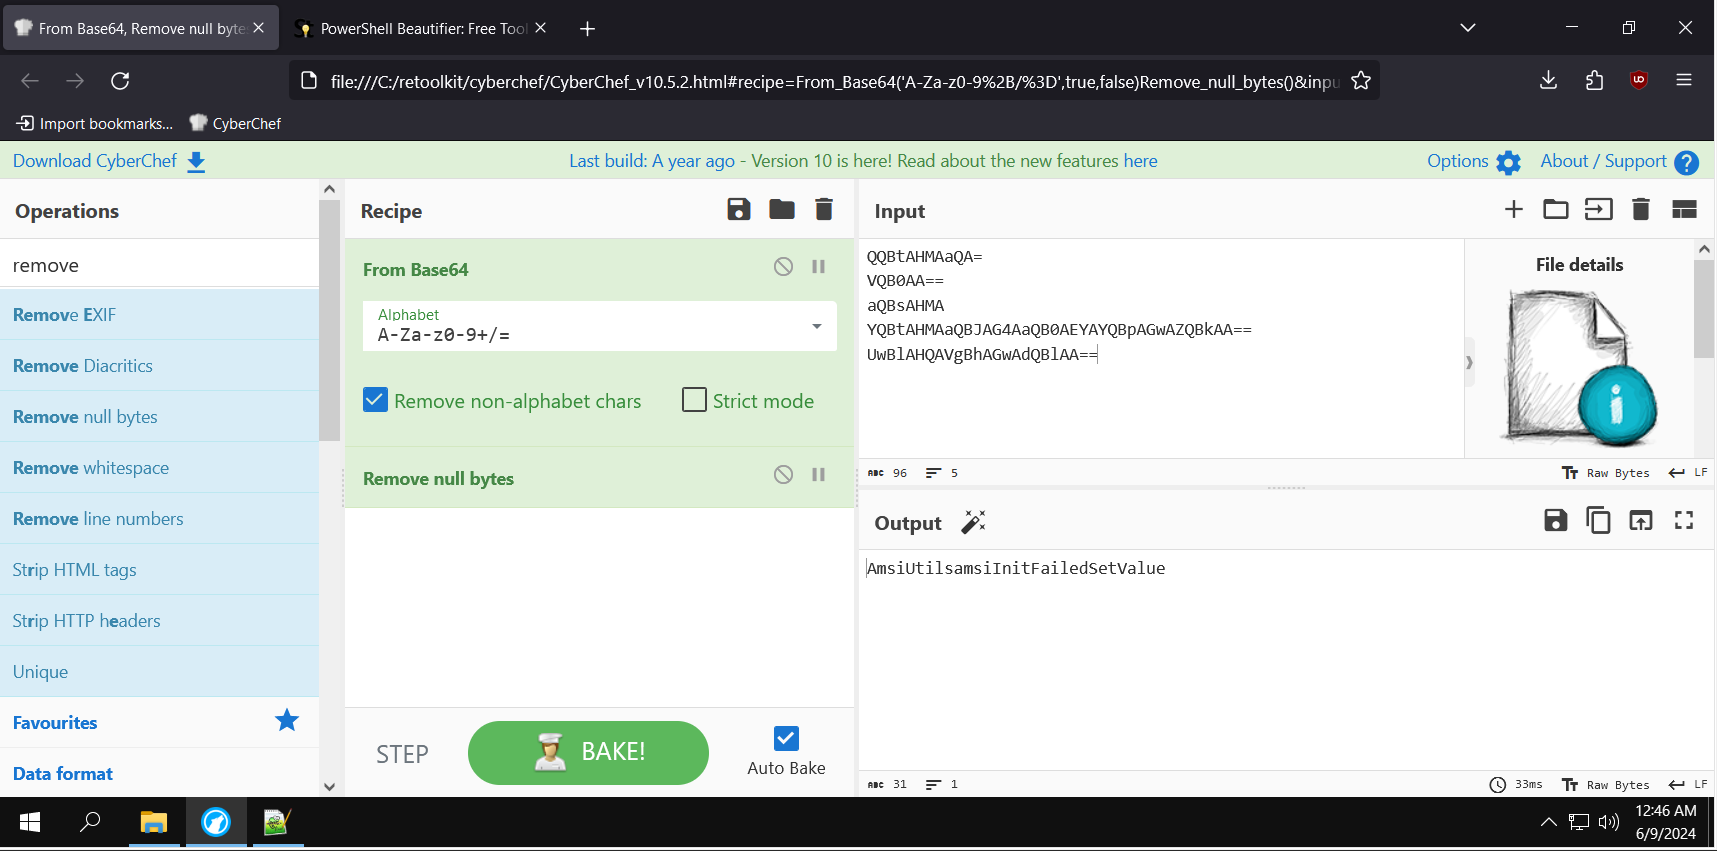 From Base64, Remove null byte
PowerShell Beautifier: Free Tool
file:///C:/retoolkit/cyberchef/CyberChef_v10.5.2.html#recipe=From_Base64('A-Za-z0-9%2B/%3D',true,false)Remove_null_bytes()&inpu
Import bookmarks...
CyberChef
Download CyberChef
Last build: A year ago - Version 10 is here! Read about the new features here
Options
About / Support
Operations
Recipe
Input
remove
Remove EXIF
Remove Diacritics
Remove null bytes
Remove whitespace
Remove line numbers
Strip HTML tags
Strip HTTP headers
Unique
Favourites
Data format
From Base64
Alphabet
A-Za-z0-9+/=
Remove non-alphabet chars
Strict mode
Remove null bytes
STEP
BAKE!
Auto Bake
QQBtAHMAaQA=
VQB0AA==
aQBsAHMA
YQBtAHMAaQBJAG4AaQB0AEYAYQBpAGwAZQBkAA==
UwBlAHQAVgBhAGwAdQBlAA==
File details
ABC 96
5
Tr Raw Bytes
LF
Output
AmsiUtilsamsiInitFailedSetValue
ABC 31
1
33ms
Tr Raw Bytes
LF
12:46 AM
6/9/2024